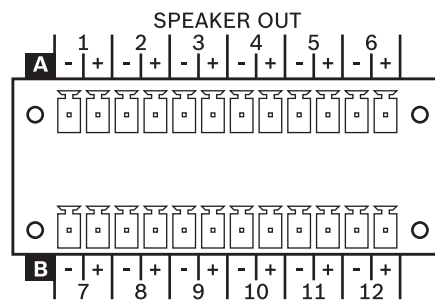 SPEAKER OUT
1 2 3 4 5 6
A - + - + - + - + - + - +
B - + - + - + - + - + - +
7 8 9 10 11 12